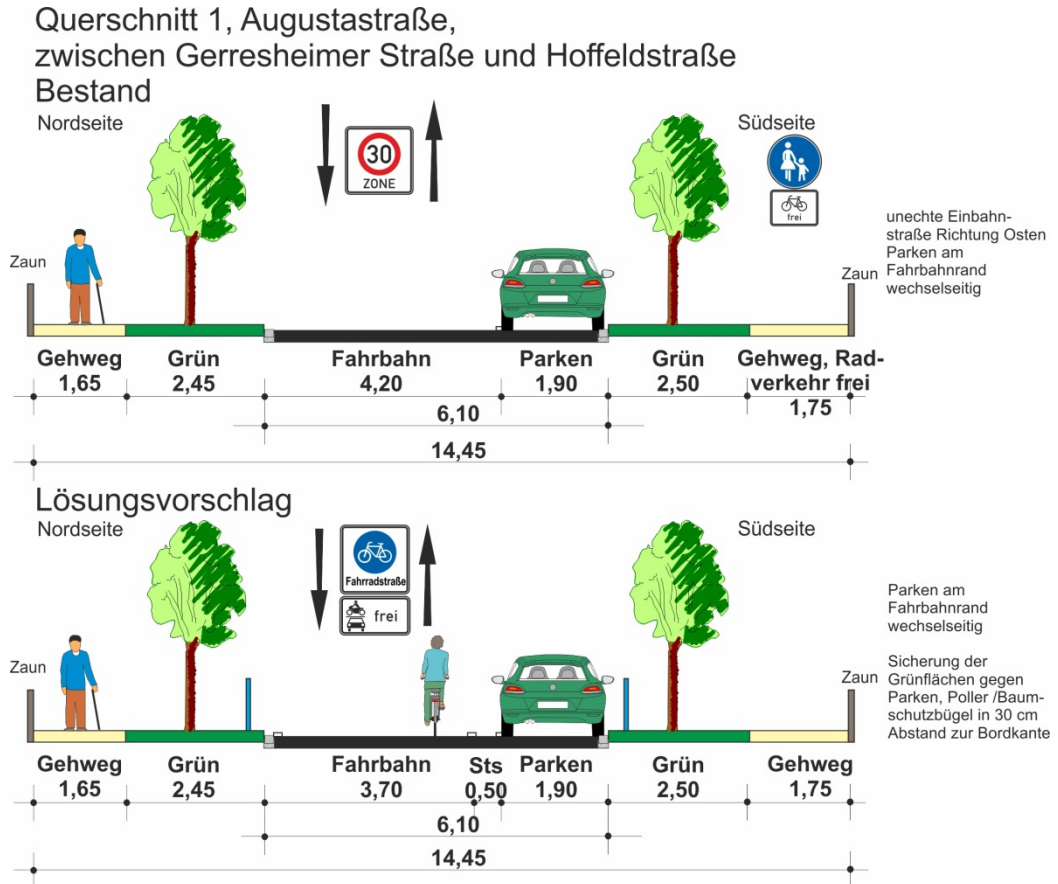 Querschnitt 1, Augustastraße,
zwischen Gerresheimer Straße und Hoffeldstraße
Bestand
Nordseite
Südseite
30
ZONE
frei
unechte Einbahn-
straße Richtung Osten
Parken am
Fahrbahnrand
wechselseitig
Zaun
Zaun
Gehweg Grün Fahrbahn Parken Grün Gehweg, Rad-
verkehr frei
1,65 2,45 4,20 1,90 2,50 1,75
6,10
14,45
Lösungsvorschlag
Nordseite
Südseite
Fahrradstraße
frei
Parken am
Fahrbahnrand
wechselseitig
Sicherung der
Grünflächen gegen
Parken, Poller /Baum-
schutzbügel in 30 cm
Abstand zur Bordkante
Zaun
Zaun
Gehweg Grün Fahrbahn Sts Parken Grün Gehweg
1,65 2,45 3,70 0,50 1,90 2,50 1,75
6,10
14,45